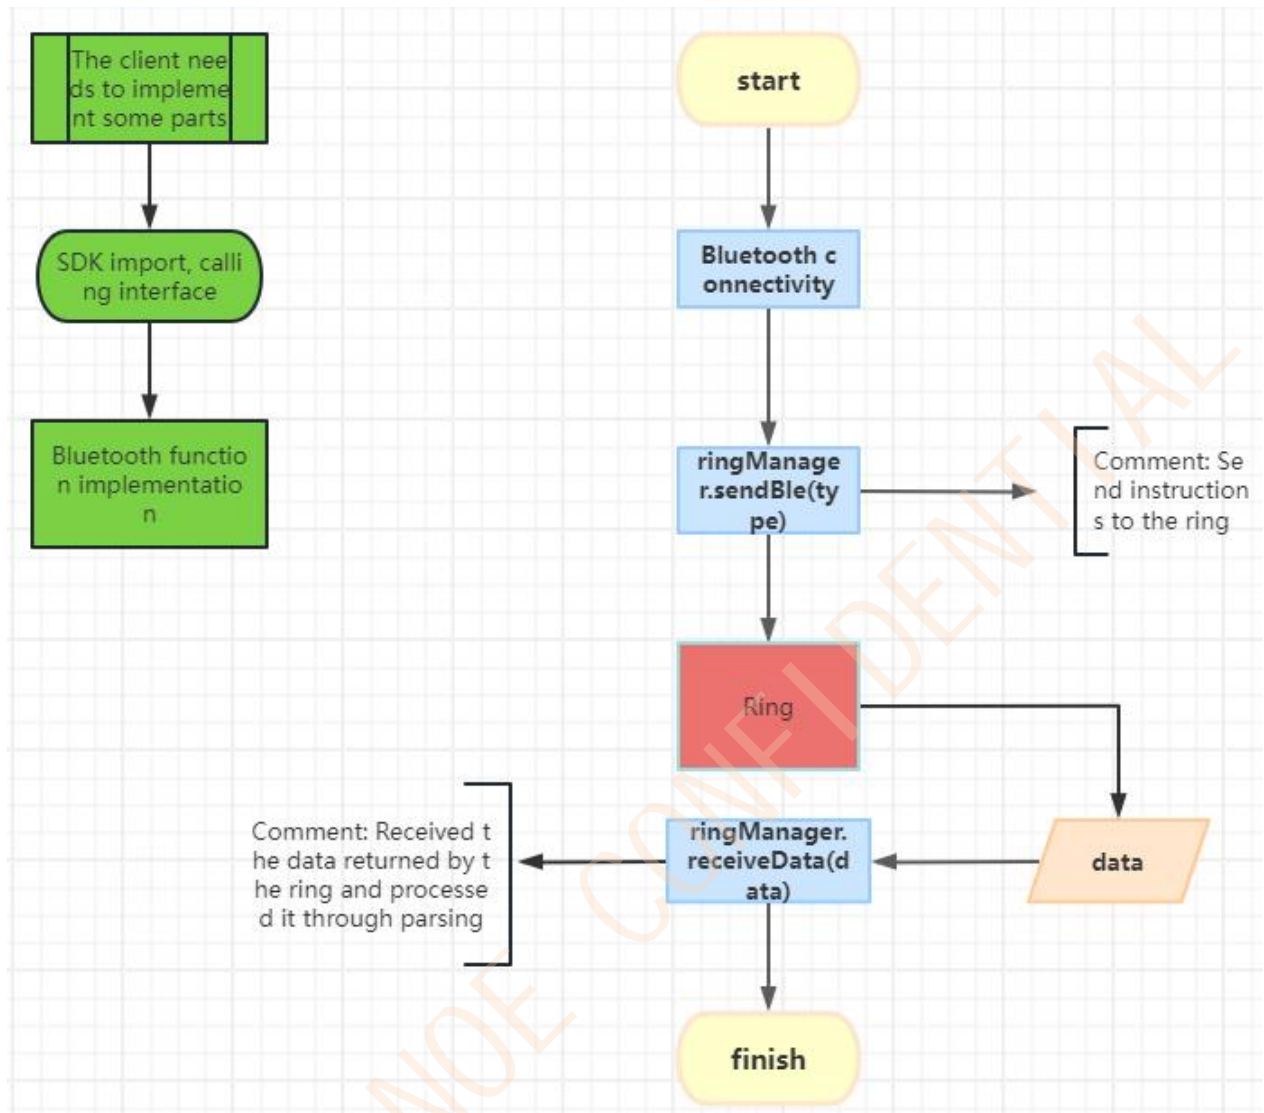 The client nee
ds to impleme
nt some parts
SDK import, calli
ng interface
Bluetooth functio
n implementatio
n
start
Bluetooth c
onnectivity
ringManage
r.sendBle(ty
pe)
Comment: Se
nd instruction
s to the ring
Ring
data
ringManager.
receiveData(d
ata)
Comment: Received t
he data returned by t
he ring and processe
d it through parsing
finish
NOE CONFIDENTIAL